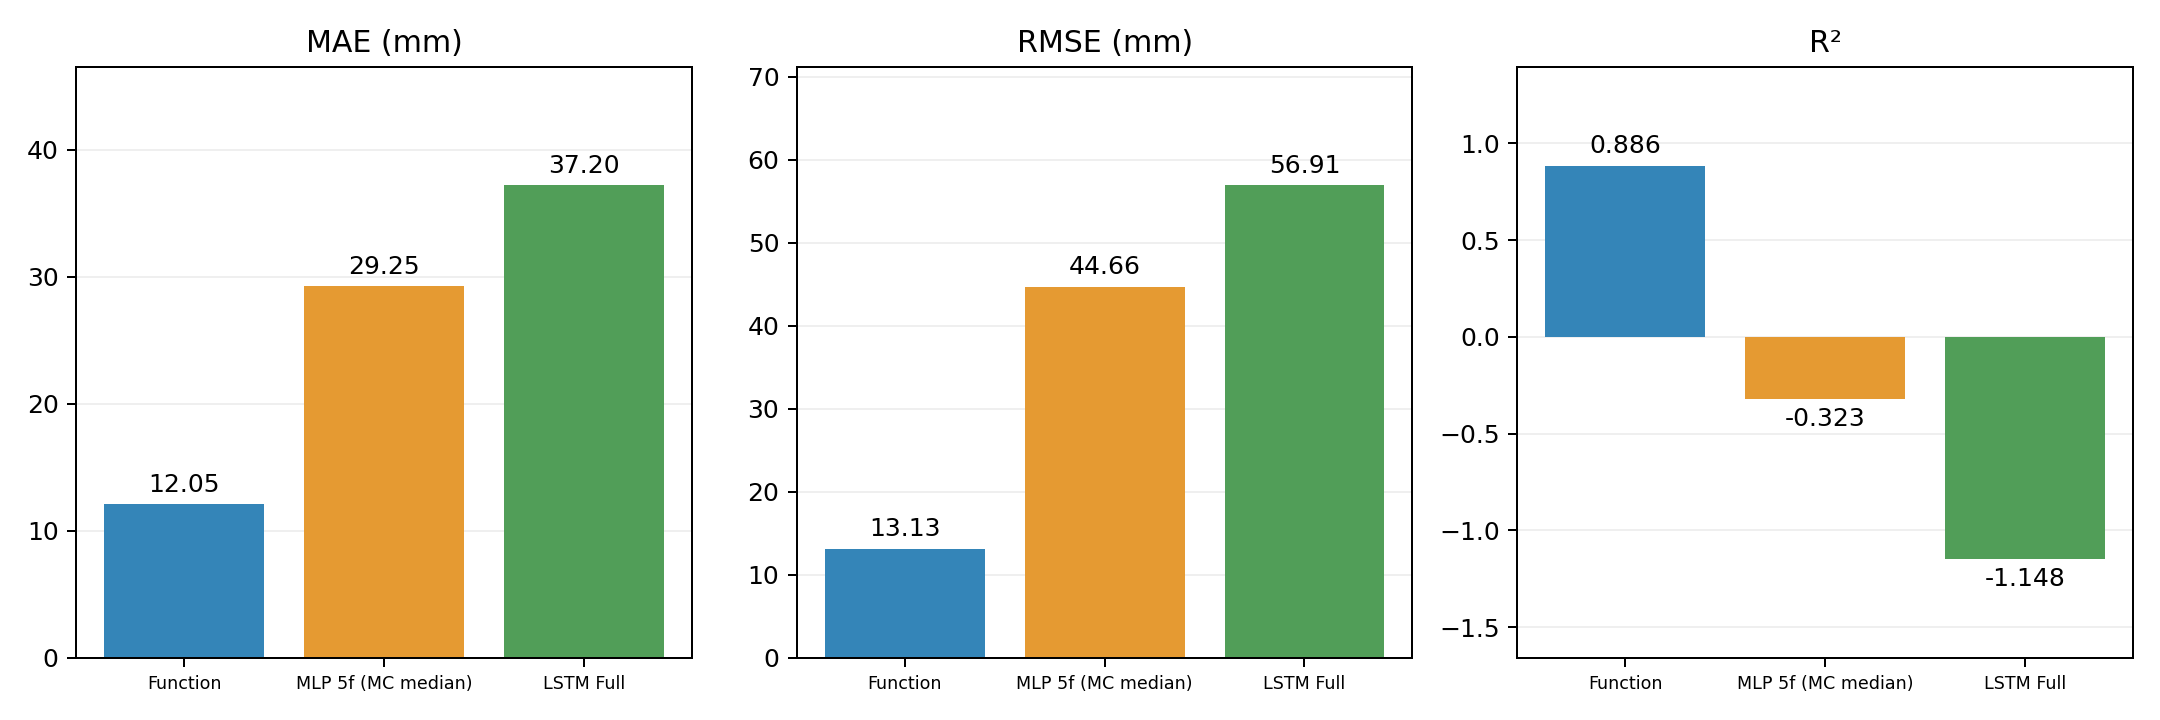 MAE (mm)
40
30
20
10
0
12.05
29.25
37.20
Function
MLP 5f (MC median)
LSTM Full
RMSE (mm)
70
60
50
40
30
20
10
0
13.13
44.66
56.91
Function
MLP 5f (MC median)
LSTM Full
R²
1.0
0.5
0.0
−0.5
−1.0
−1.5
0.886
-0.323
-1.148
Function
MLP 5f (MC median)
LSTM Full